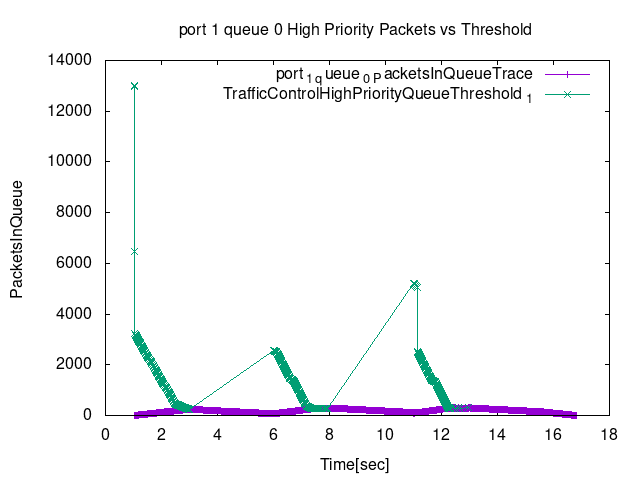 port 1 queue 0 High Priority Packets vs Threshold
port 1 q ueue 0 P acketsInQueueTrace
TrafficControlHighPriorityQueueThreshold 1
14000
12000
10000
8000
6000
4000
2000
0
PacketsInQueue
0 2 4 6 8 10 12 14 16 18
Time[sec]